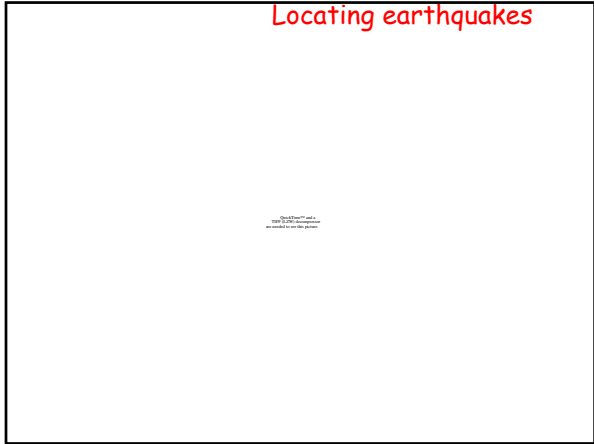 Locating earthquakes
QuickTime™ and a
TIFF (LZW) decompressor
are needed to see this picture.